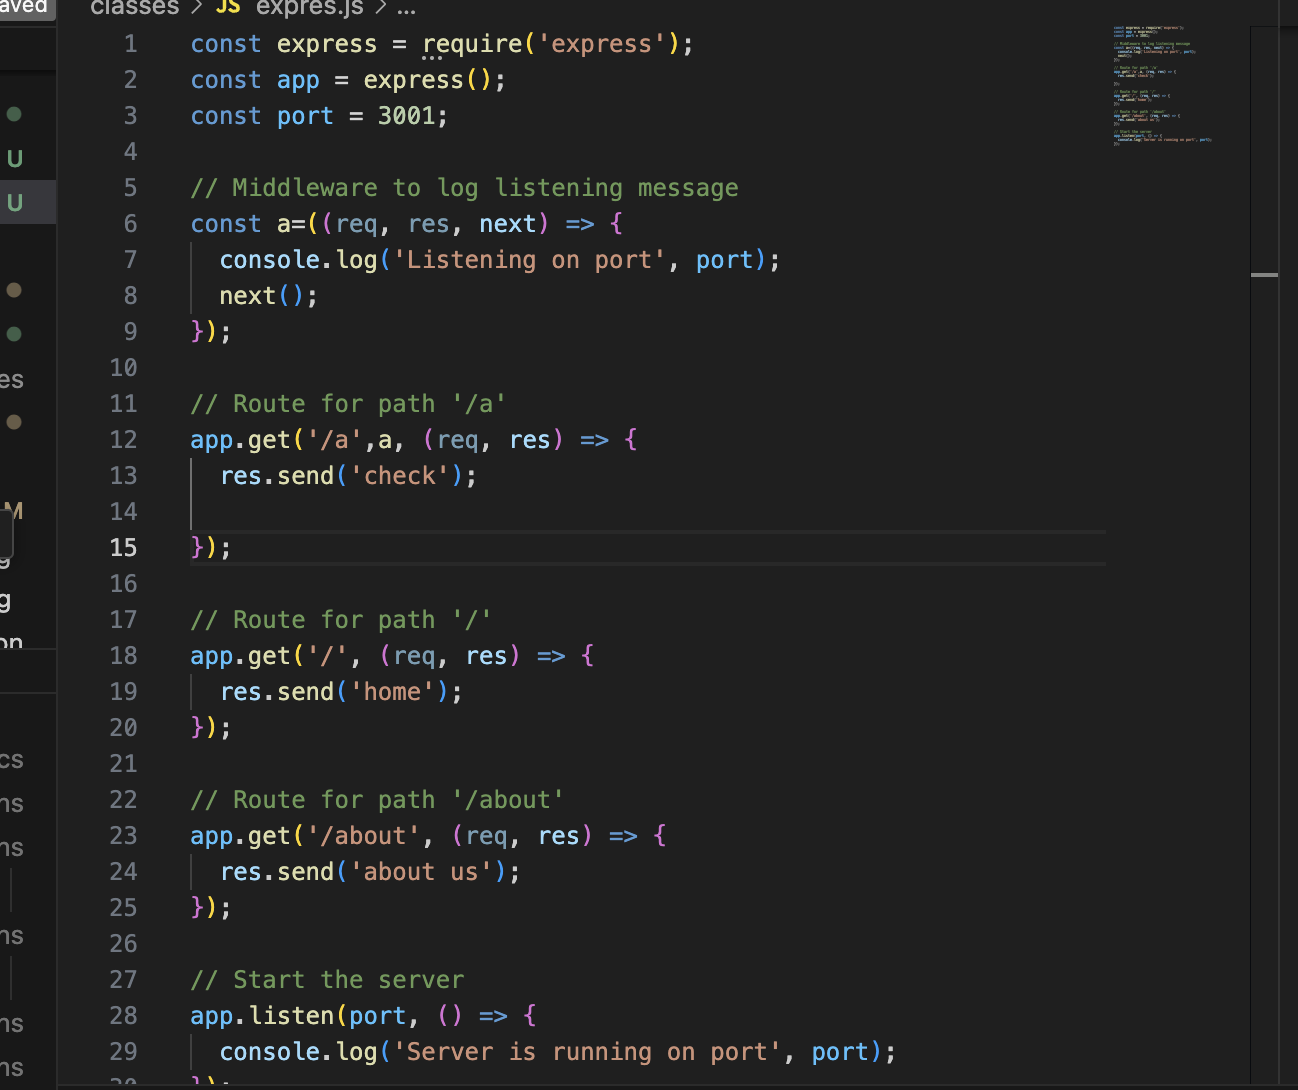 aved
classes > JS expres.js > ...
1 const express = require('express');
2 const app = express();
3 const port = 3001;
4
5 // Middleware to log listening message
6 const a=((req, res, next) => {
7 console.log('Listening on port', port);
8 next();
9 });
10
11 // Route for path '/a'
12 app.get('/a',a, (req, res) => {
13 res.send('check');
14
15 });
16
17 // Route for path '/'
18 app.get('/', (req, res) => {
19 res.send('home');
20 });
21
22 // Route for path '/about'
23 app.get('/about', (req, res) => {
24 res.send('about us');
25 });
26
27 // Start the server
28 app.listen(port, () => {
29 console.log('Server is running on port', port);
30 });
U
U
es
M
g
g
on
cs
ns
ns
ns
ns
ns